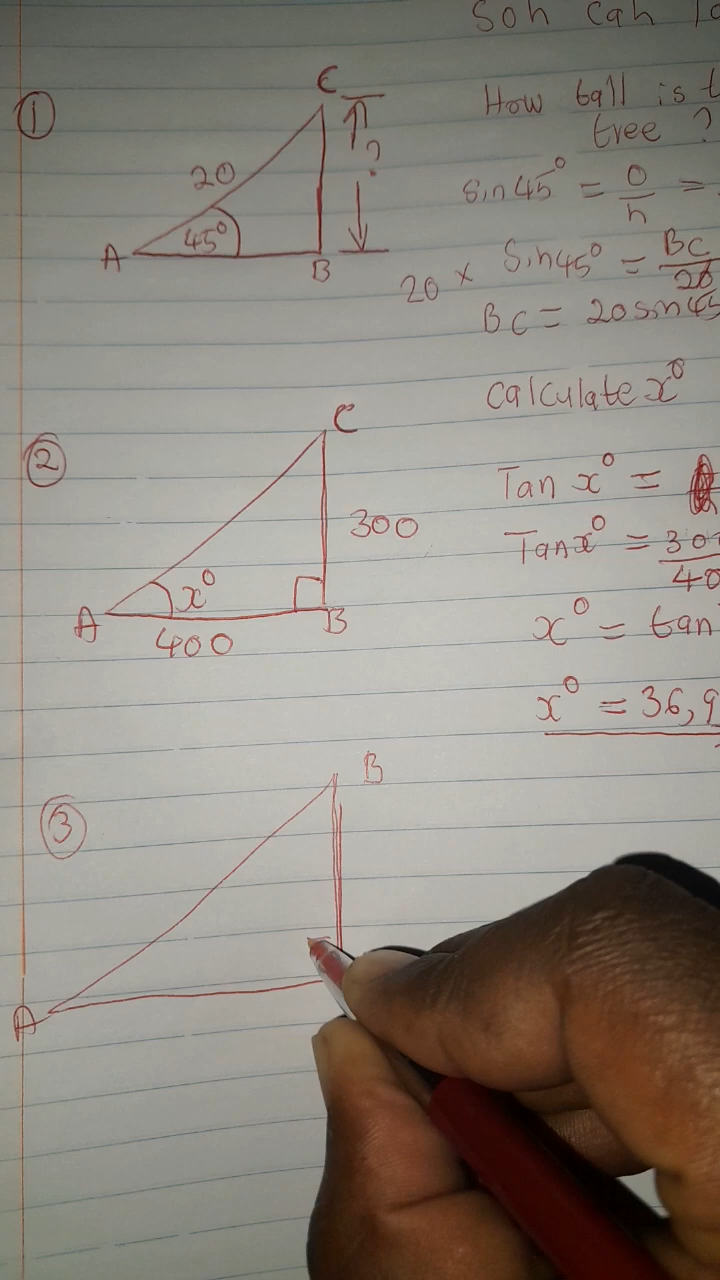 Soh Cah
①
C
How tall is
tree ?
?
20
45°
A
B
sin45° = o/h =
20 × Sin45° = BC/20
BC = 20sin45
Calculate x°
②
C
Tan x° =
300
Tanx° = 300/40
x°
A
B
400
x° = tan
x° = 36,9
③
B
A